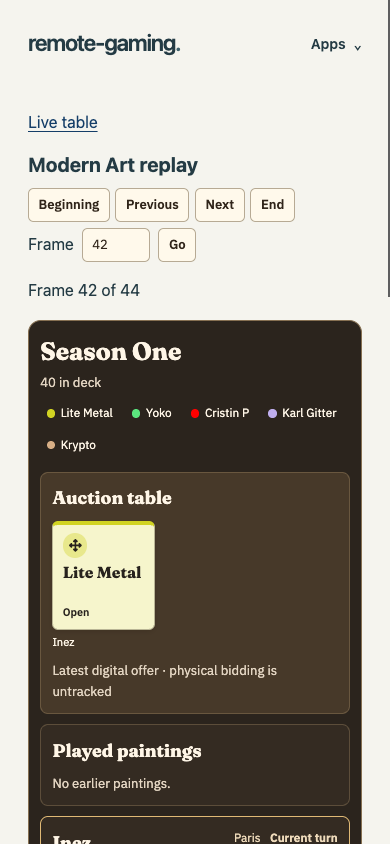 remote-gaming.
Apps
Live table
Modern Art replay
Beginning Previous Next End
Frame 42 Go
Frame 42 of 44
Season One
40 in deck
Lite Metal Yoko Cristin P Karl Gitter
Krypto
Auction table
Lite Metal
Open
Inez
Latest digital offer · physical bidding is
untracked
Played paintings
No earlier paintings.
Inez Paris Current turn